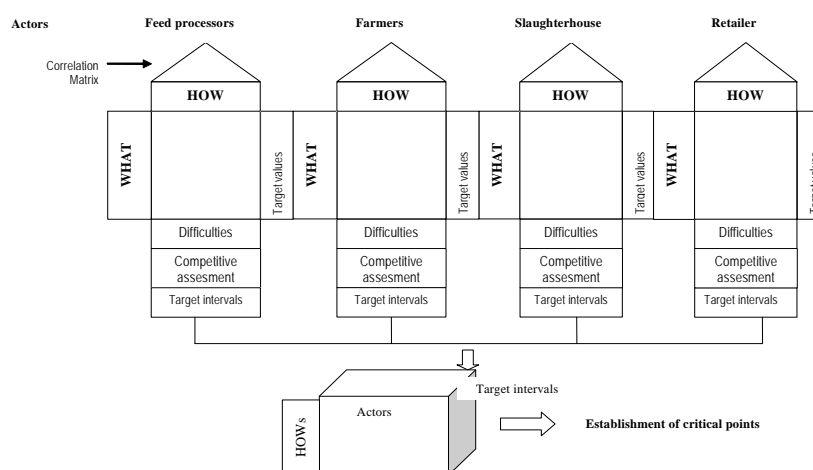 Actors Feed processors Farmers Slaughterhouse Retailer
Correlation
Matrix
HOW HOW HOW HOW
WHAT Target values WHAT Target values WHAT Target values WHAT Target values
Difficulties Difficulties Difficulties Difficulties
Competitive Competitive Competitive Competitive
assesment assesment assesment assesment
Target intervals Target intervals Target intervals Target intervals
Target intervals
Actors
HOWs
Establishment of critical points